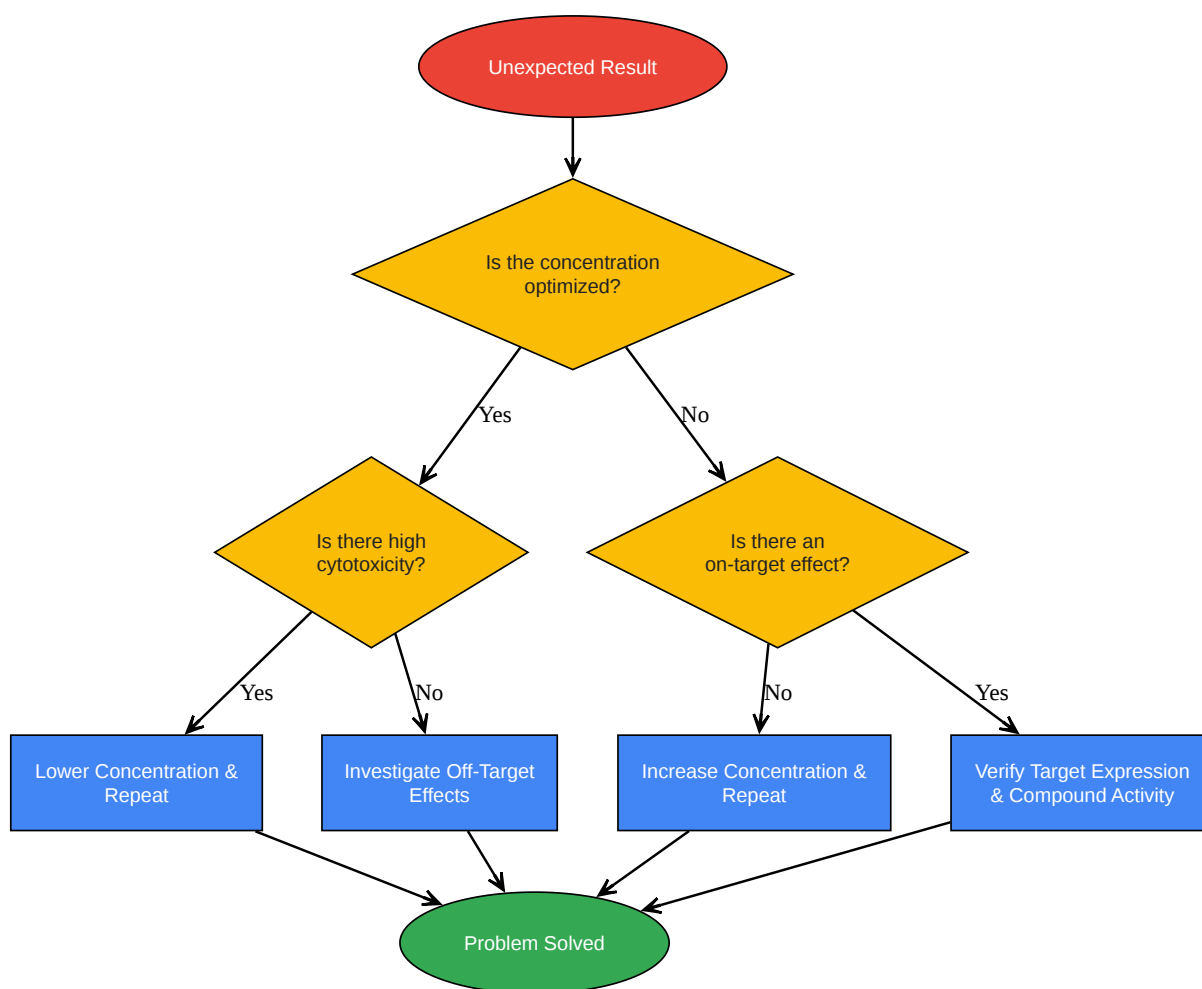 Unexpected Result
Is the concentration
optimized?
Yes
No
Is there high
cytotoxicity?
Is there an
on-target effect?
Yes
No
No
Yes
Lower Concentration &
Repeat
Investigate Off-Target
Effects
Increase Concentration &
Repeat
Verify Target Expression
& Compound Activity
Problem Solved